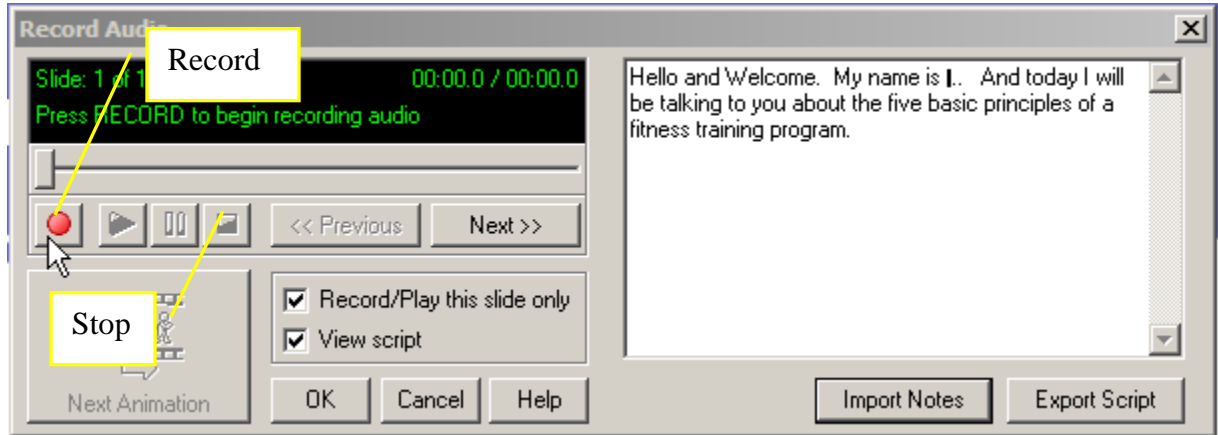 Record Audio
Record
Slide: 1 of 1 00:00.0 / 00:00.0
Press RECORD to begin recording audio
Hello and Welcome. My name is I.. And today I will
be talking to you about the five basic principles of a
fitness training program.
<< Previous Next >>
Stop
Record/Play this slide only
View script
Next Animation
OK Cancel Help
Import Notes Export Script